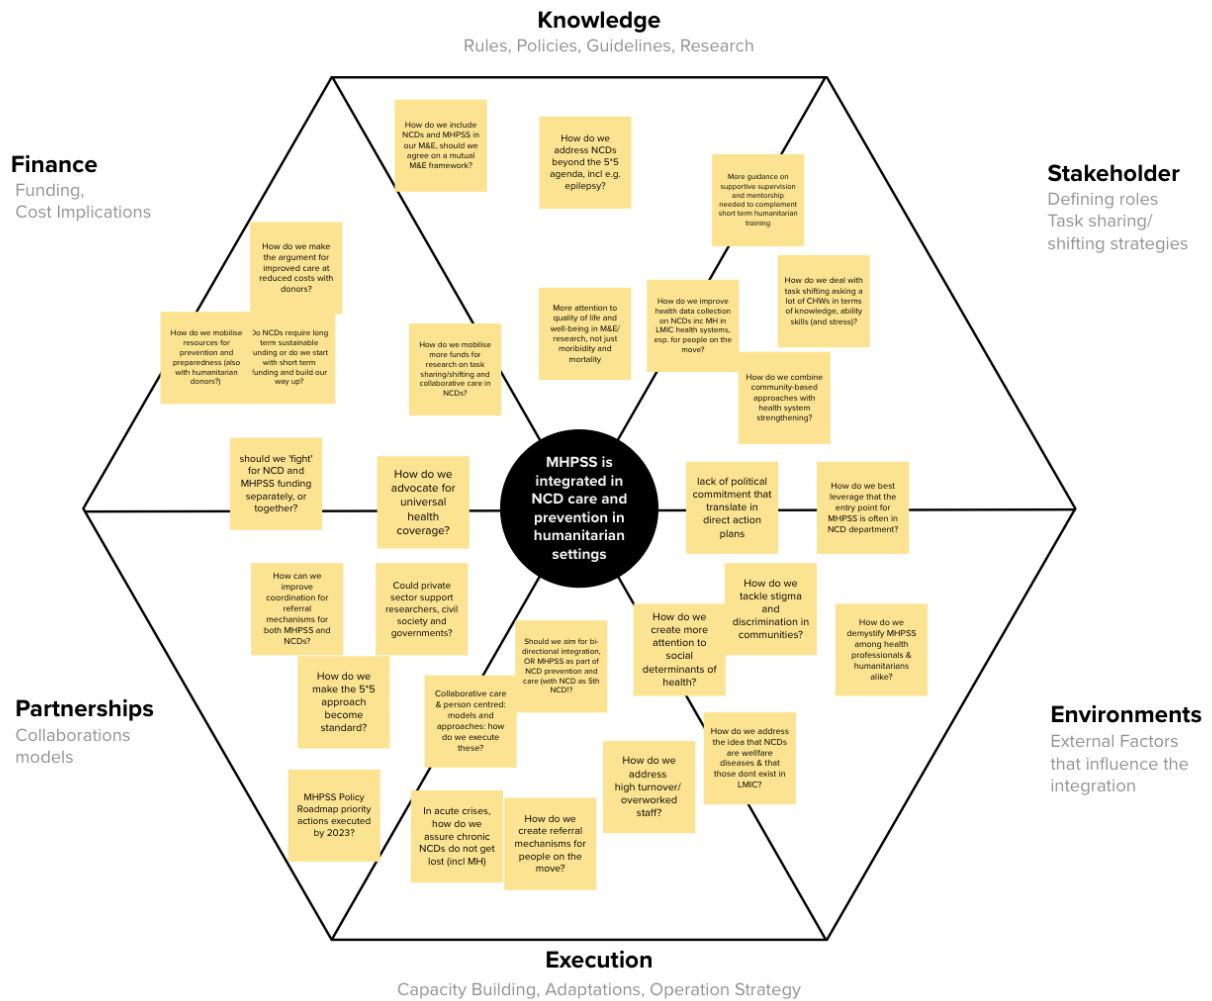 Knowledge
Rules, Policies, Guidelines, Research
Finance
Funding,
Cost Implications
Stakeholder
Defining roles
Task sharing/
shifting strategies
How do we include
NCDs and MHPSS in
our M&E, should we
agree on a mutual
M&E framework?
How do we
address NCDs
beyond the 5*5
agenda, incl e.g.
epilepsy?
More guidance on
supportive supervision
and mentorship
needed to complement
short term humanitarian
training
How do we make
the argument for
improved care at
reduced costs with
donors?
How do we deal with
task shifting asking a
lot of CHWs in terms
of knowledge, ability
skills (and stress)?
How do we mobilise
resources for
prevention and
preparedness (also
with humanitarian
donors?)
Do NCDs require long
term sustainable
funding or do we start
with short term
funding and build our
way up?
How do we mobilise
more funds for
research on task
sharing/shifting and
collaborative care in
NCDs?
More attention to
quality of life and
well-being in M&E/
research, not just
moribidity and
mortality
How do we improve
health data collection
on NCDs inc MH in
LMIC health systems,
esp. for people on the
move?
How do we combine
community-based
approaches with
health system
strengthening?
should we 'fight'
for NCD and
MHPSS funding
separately, or
together?
How do we
advocate for
universal
health
coverage?
MHPSS is
integrated in
NCD care and
prevention in
humanitarian
settings
lack of political
commitment that
translate in
direct action
plans
How do we best
leverage that the
entry point for
MHPSS is often in
NCD department?
How can we
improve
coordination for
referral
mechanisms for
both MHPSS and
NCDs?
Could private
sector support
researchers, civil
society and
governments?
Should we aim for bi-
directional integration,
OR MHPSS as part of
NCD prevention and
care (with NCD as 5th
NCD!?
How do we
create more
attention to
social
determinants of
health?
How do we
tackle stigma
and
discrimination in
communities?
How do we
demystify MHPSS
among health
professionals &
humanitarians
alike?
How do we
make the 5*5
approach
become
standard?
Collaborative care
& person centred:
models and
approaches: how
do we execute
these?
Partnerships
Collaborations
models
Environments
External Factors
that influence the
integration
How do we address
the idea that NCDs
are wellfare
diseases & that
those dont exist in
LMIC?
How do we
address
high turnover/
overworked
staff?
MHPSS Policy
Roadmap priority
actions executed
by 2023?
In acute crises,
how do we
assure chronic
NCDs do not get
lost (incl MH)
How do we
create referral
mechanisms for
people on the
move?
Execution
Capacity Building, Adaptations, Operation Strategy